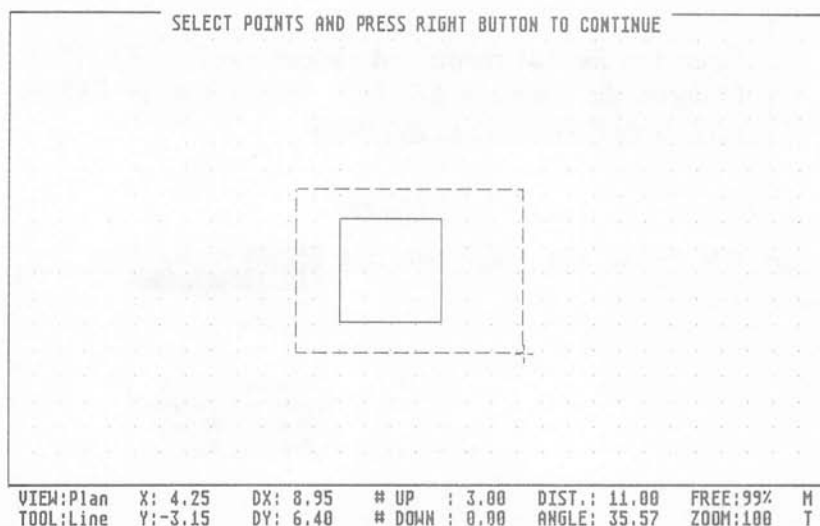 SELECT POINTS AND PRESS RIGHT BUTTON TO CONTINUE
VIEW:Plan X: 4.25 DX: 8.95 # UP : 3.00 DIST.: 11.00 FREE:99% M
TOOL:Line Y:-3.15 DY: 6.40 # DOWN : 0.00 ANGLE: 35.57 ZOOM:100 T